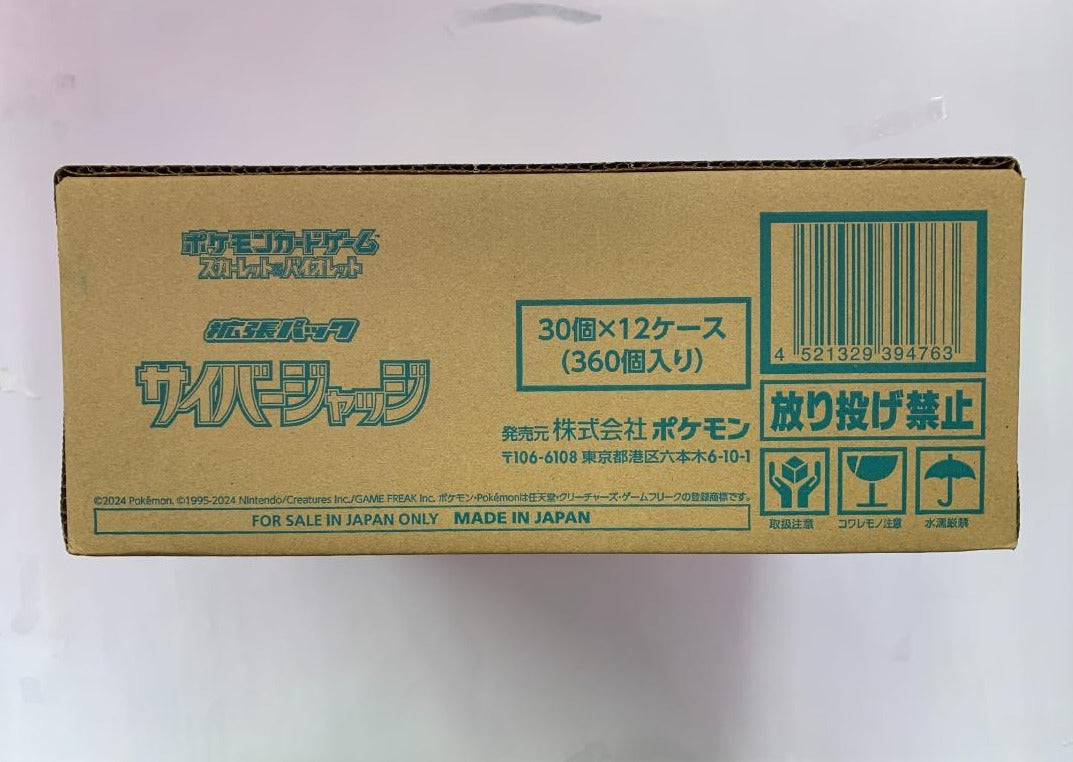 ポケモンカードゲーム
スカーレット&バイオレット
拡張パック
サイバージャッジ
30個×12ケース
(360個入り)
発売元 株式会社 ポケモン
〒106-6108 東京都港区六本木6-10-1
©2024 Pokémon. ©1995-2024 Nintendo/Creatures Inc./GAME FREAK inc. ポケモン・Pokémonは任天堂・クリーチャーズ・ゲームフリークの登録商標です。
FOR SALE IN JAPAN ONLY MADE IN JAPAN
4 521329 394763
放り投げ禁止
取扱注意 コワレモノ注意 水濡厳禁